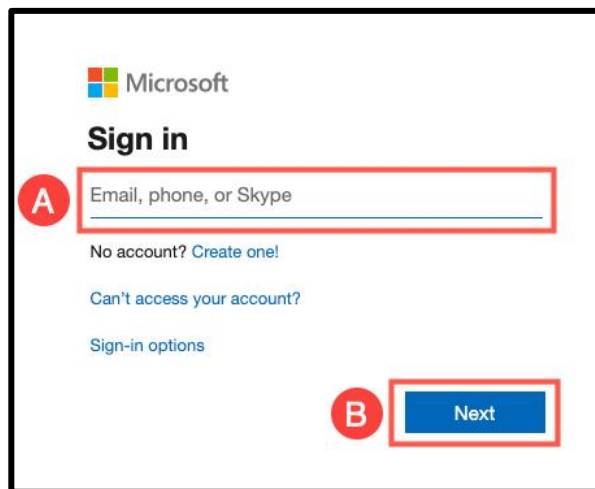 Microsoft
Sign in
A
Email, phone, or Skype
No account? Create one!
Can't access your account?
Sign-in options
B
Next